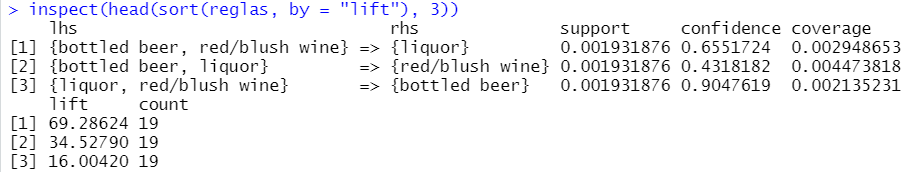 > inspect(head(sort(reglas, by = "lift"), 3))
    lhs                               rhs              support     confidence coverage
[1] {bottled beer, red/blush wine} => {liquor}         0.001931876 0.6551724  0.002948653
[2] {bottled beer, liquor}         => {red/blush wine} 0.001931876 0.4318182  0.004473818
[3] {liquor, red/blush wine}       => {bottled beer}   0.001931876 0.9047619  0.002135231
    lift     count
[1] 69.28624 19
[2] 34.52790 19
[3] 16.00420 19